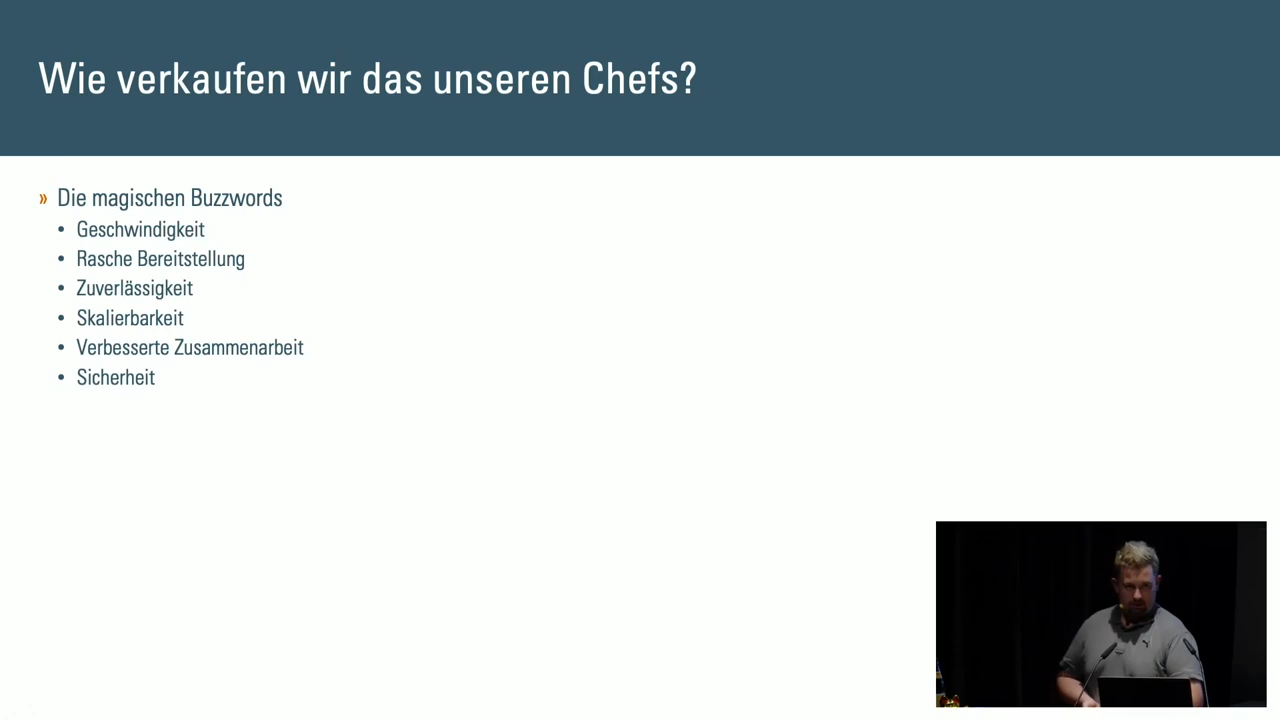 Wie verkaufen wir das unseren Chefs?
» Die magischen Buzzwords
• Geschwindigkeit
• Rasche Bereitstellung
• Zuverlässigkeit
• Skalierbarkeit
• Verbesserte Zusammenarbeit
• Sicherheit